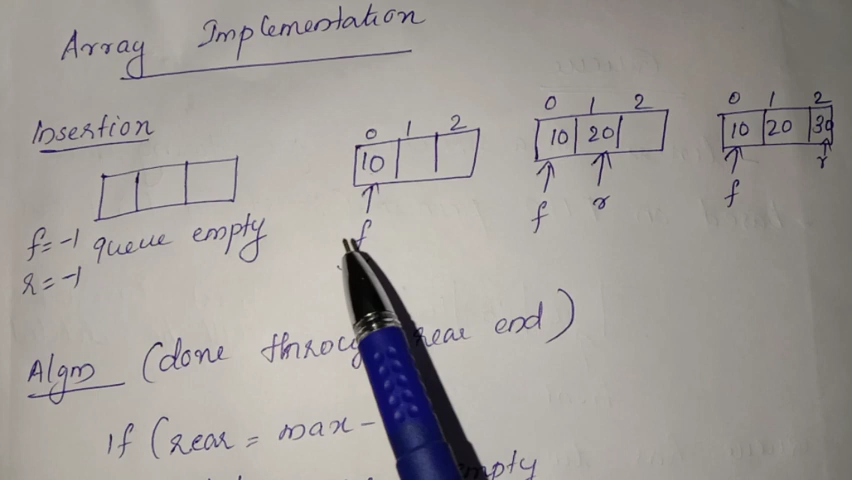 Array Implementation
Insertion
0 1 2
10
f
0 1 2
10 20
f r
0 1 2
10 20 30
f r
f=-1 queue empty
r=-1
Algm (done through rear end)
If (rear = max -
empty